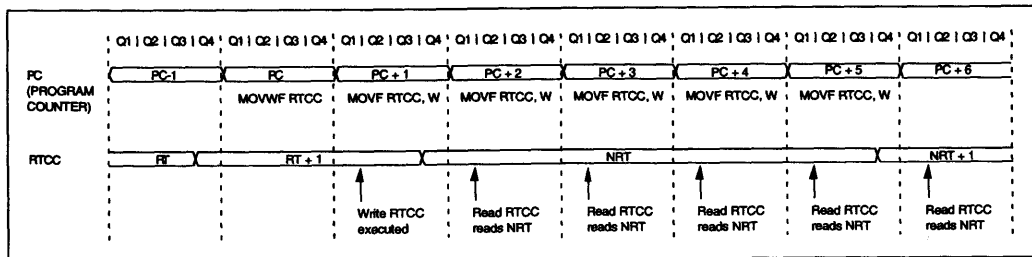 Q1 | Q2 | Q3 | Q4 Q1 | Q2 | Q3 | Q4 Q1 | Q2 | Q3 | Q4 Q1 | Q2 | Q3 | Q4 Q1 | Q2 | Q3 | Q4 Q1 | Q2 | Q3 | Q4 Q1 | Q2 | Q3 | Q4 Q1 | Q2 | Q3 | Q4
PC PC-1 PC PC + 1 PC + 2 PC + 3 PC + 4 PC + 5 PC + 6
(PROGRAM
COUNTER)
MOVWF RTCC MOVF RTCC, W MOVF RTCC, W MOVF RTCC, W MOVF RTCC, W MOVF RTCC, W
RTCC RT RT + 1 NRT NRT + 1
Write RTCC Read RTCC Read RTCC Read RTCC Read RTCC Read RTCC
executed reads NRT reads NRT reads NRT reads NRT reads NRT